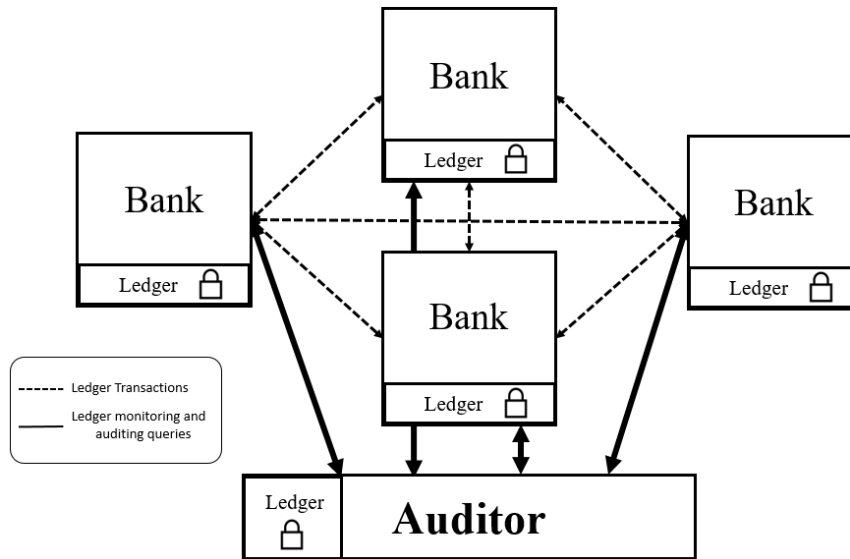 Bank
Ledger
Bank
Ledger
Bank
Ledger
Bank
Ledger
Ledger Transactions
Ledger monitoring and
auditing queries
Ledger
Auditor